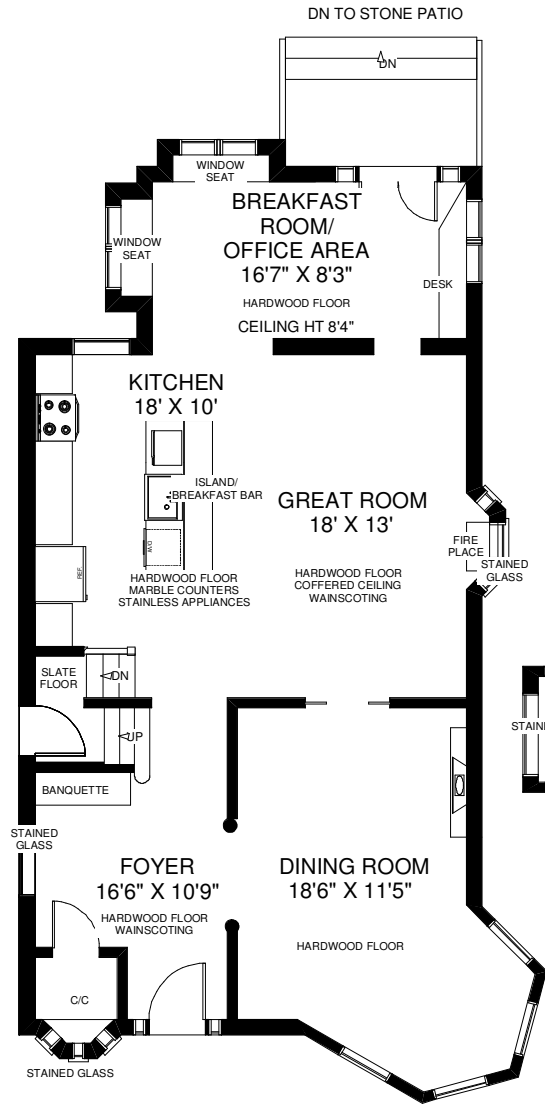 DN TO STONE PATIO
DN
WINDOW
SEAT
BREAKFAST
ROOM/
OFFICE AREA
16'7" X 8'3"
WINDOW
SEAT
DESK
HARDWOOD FLOOR
CEILING HT 8'4"
KITCHEN
18' X 10'
ISLAND/
BREAKFAST BAR
GREAT ROOM
18' X 13'
D/W
FIRE
PLACE
STAINED
GLASS
REF.
HARDWOOD FLOOR
MARBLE COUNTERS
STAINLESS APPLIANCES
HARDWOOD FLOOR
COFFERED CEILING
WAINSCOTING
SLATE
FLOOR
DN
UP
STAINE
BANQUETTE
STAINED
GLASS
FOYER
16'6" X 10'9"
HARDWOOD FLOOR
WAINSCOTING
DINING ROOM
18'6" X 11'5"
HARDWOOD FLOOR
C/C
STAINED GLASS